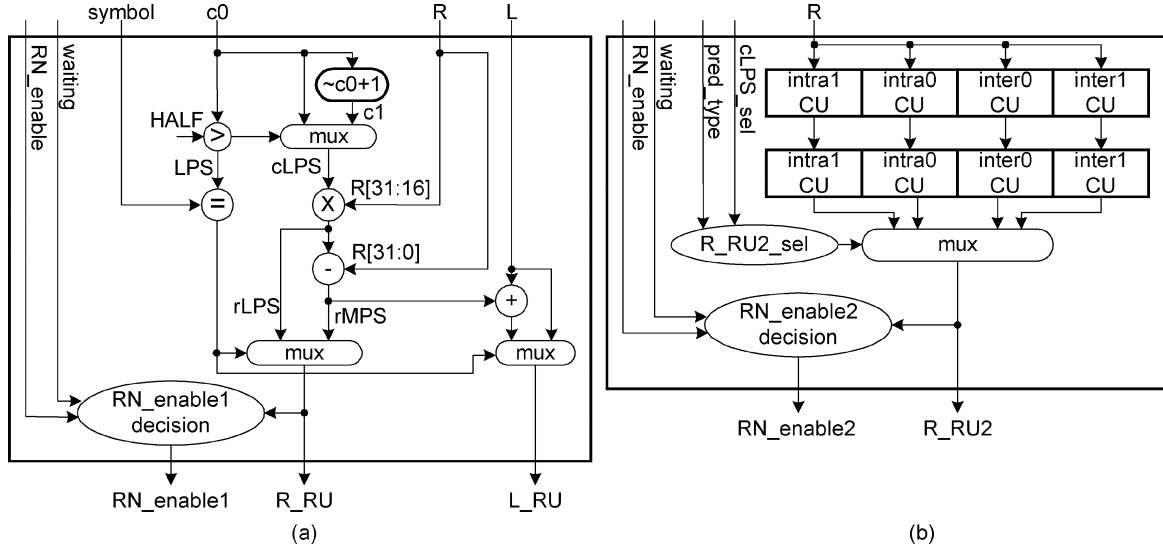 symbol c0 R L
RN_enable
waiting
~c0+1
c1
HALF > mux
LPS cLPS
= X R[31:16]
- R[31:0]
+
rLPS rMPS
mux mux
RN_enable1
decision
RN_enable1 R_RU L_RU
(a)
R
RN_enable
waiting
pred_type
cLPS_sel
intra1 intra0 inter0 inter1
CU CU CU CU
intra1 intra0 inter0 inter1
CU CU CU CU
R_RU2_sel mux
RN_enable2
decision
RN_enable2 R_RU2
(b)